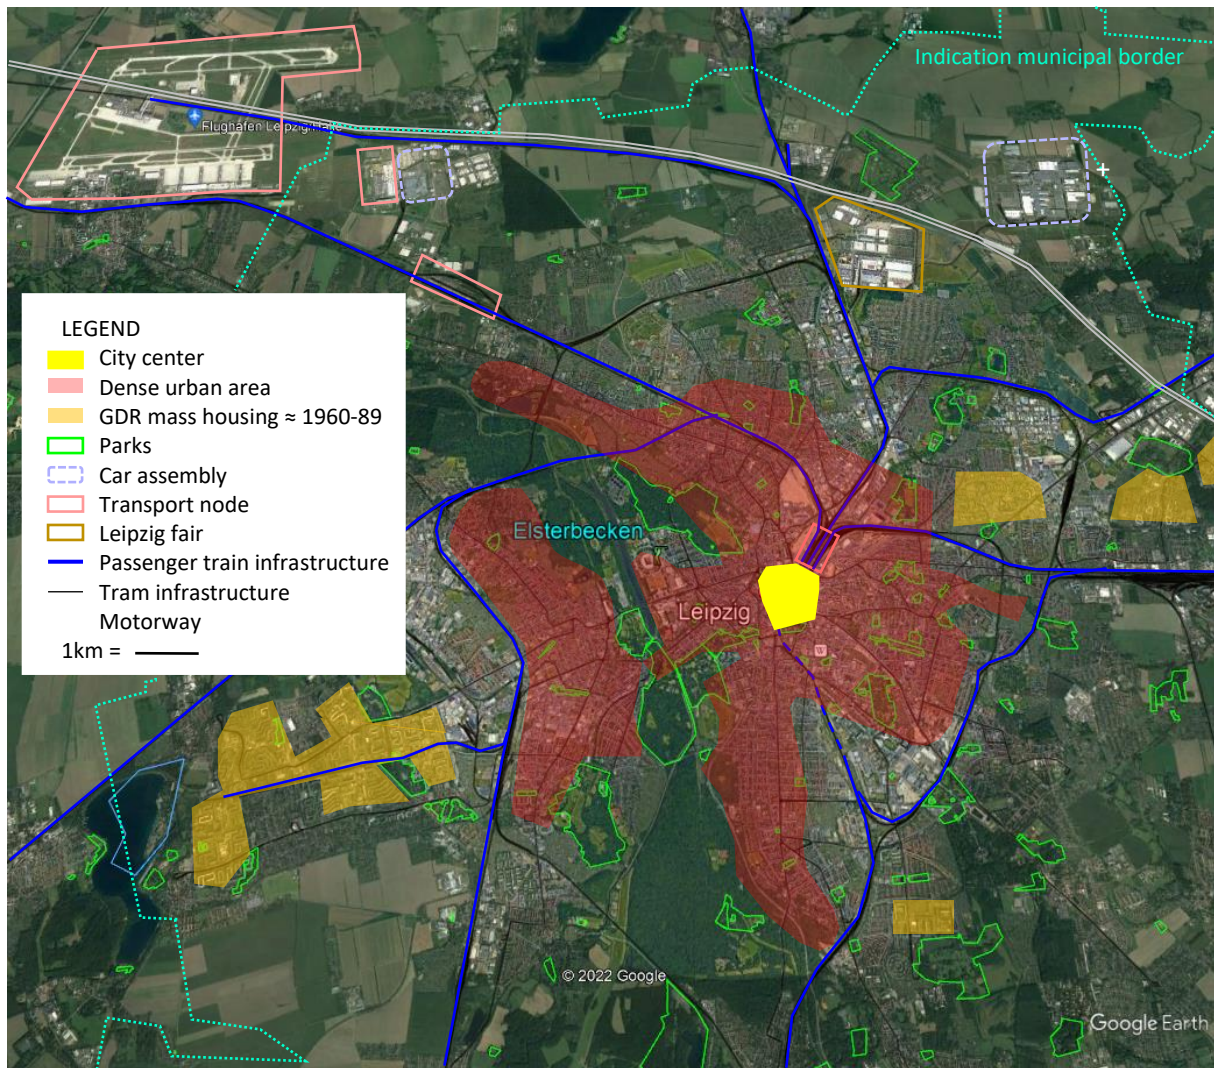 Indication municipal border
Flughafen Leipzig/Halle
LEGEND
City center
Dense urban area
GDR mass housing ≈ 1960-89
Parks
Car assembly
Transport node
Leipzig fair
Passenger train infrastructure
Tram infrastructure
Motorway
1km =
Elsterbecken
Leipzig
W
© 2022 Google
Google Earth